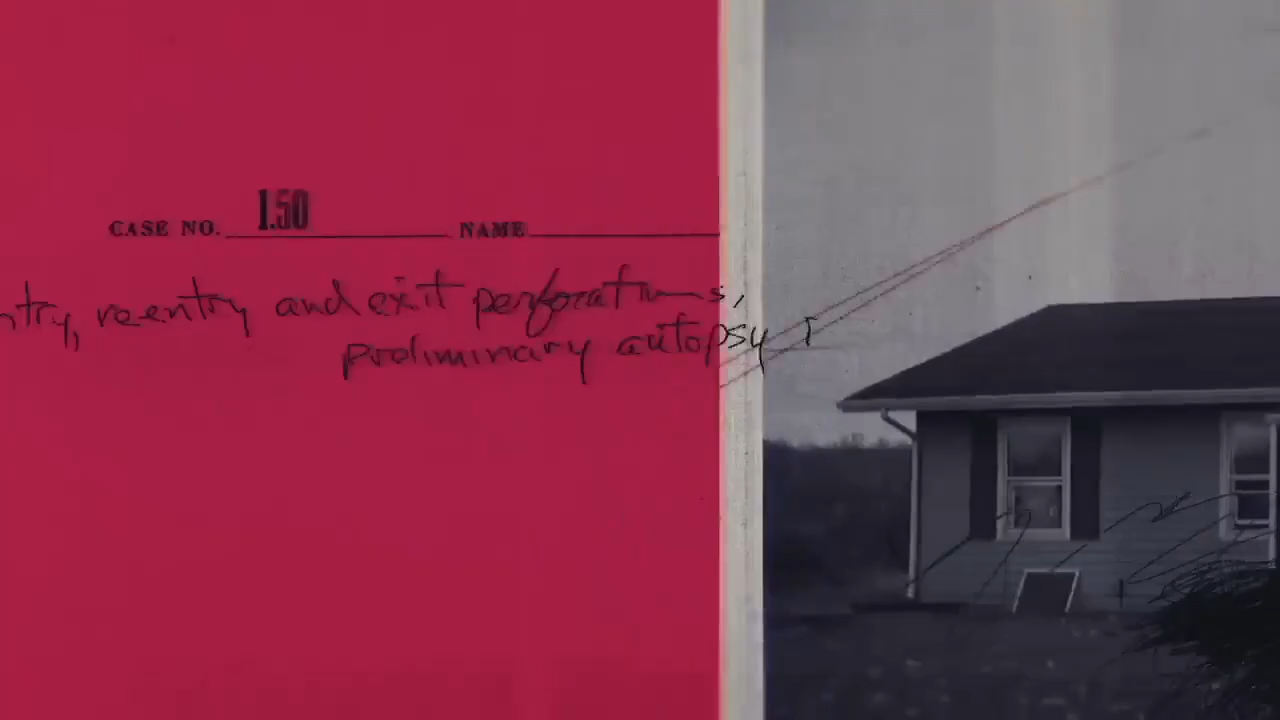 CASE NO. 1.50 NAME
ntry, reentry and exit perforations,
preliminary autopsy r